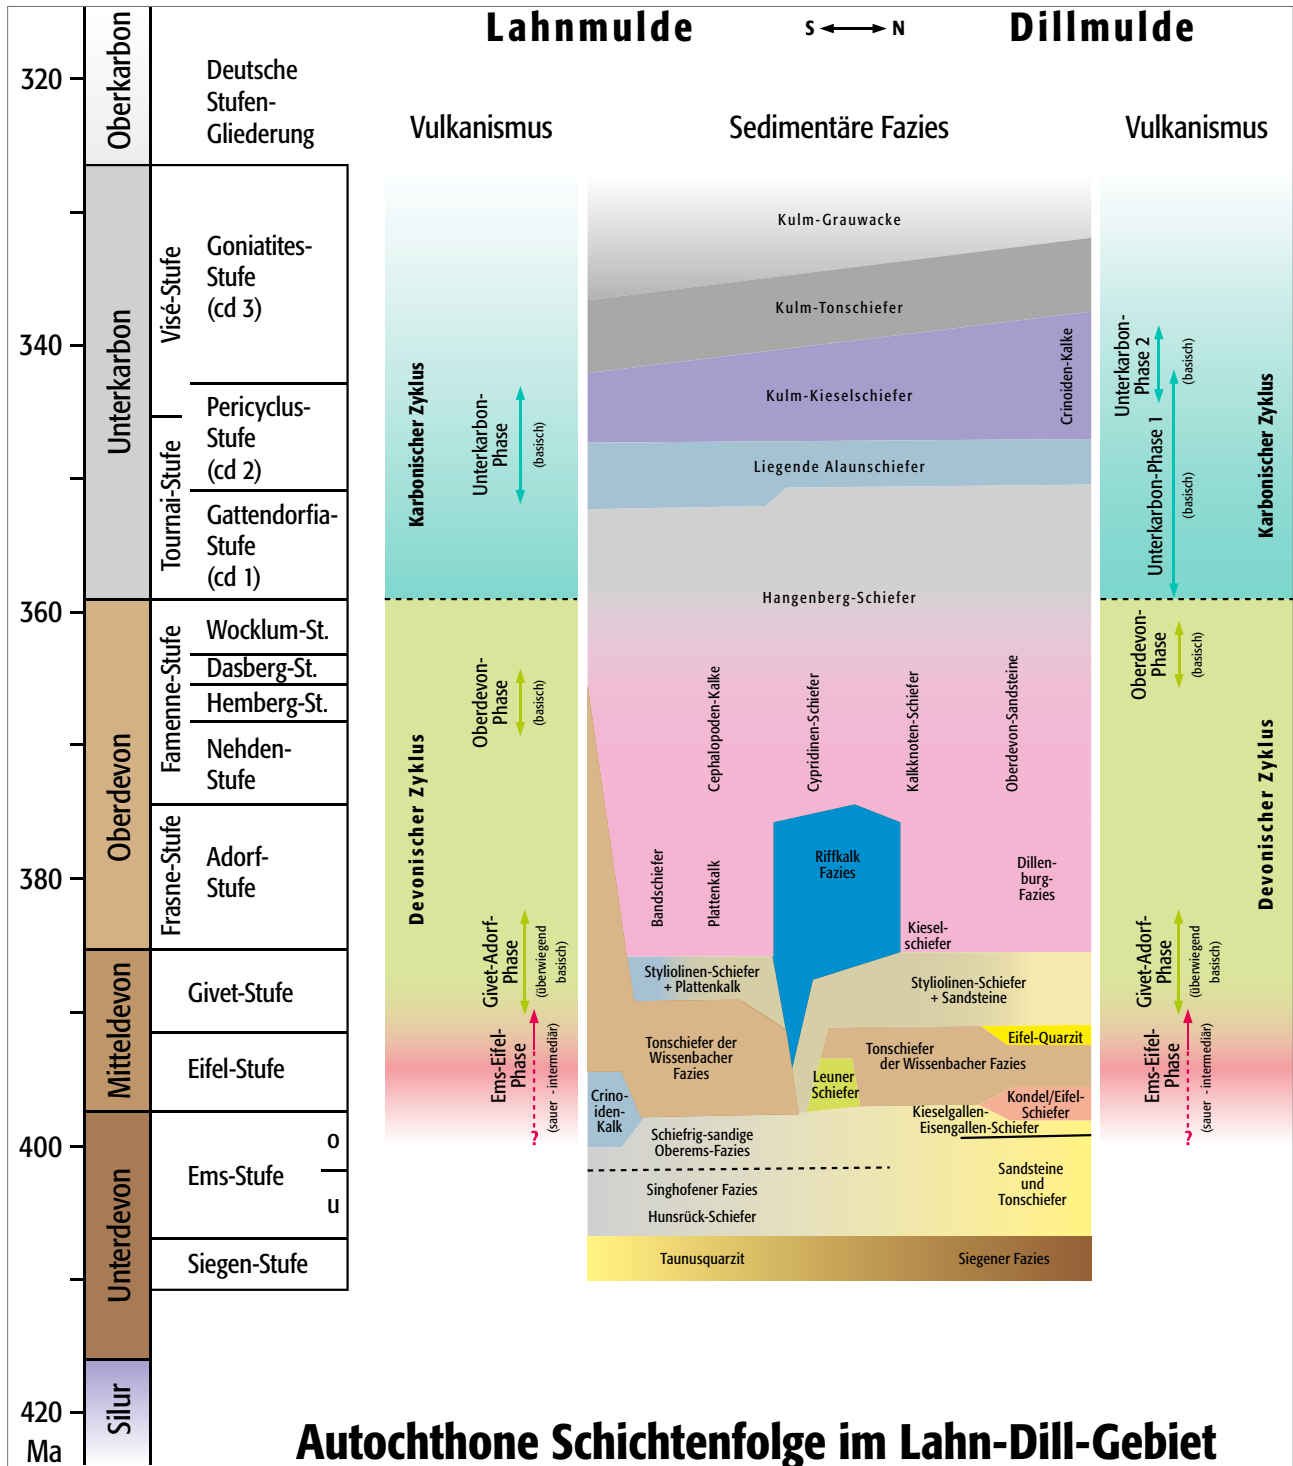 Lahnmulde
S
N
Dillmulde
Deutsche
Stufen-
Gliederung
Vulkanismus
Sedimentäre Fazies
Vulkanismus
320
340
360
380
400
420
Ma
Oberkarbon
Unterkarbon
Oberdevon
Mitteldevon
Unterdevon
Silur
Visé-Stufe
Tournai-Stufe
Famenne-Stufe
Frasne-Stufe
Goniatites-
Stufe
(cd 3)
Pericyclus-
Stufe
(cd 2)
Gattendorfia-
Stufe
(cd 1)
Wocklum-St.
Dasberg-St.
Hemberg-St.
Nehden-
Stufe
Adorf-
Stufe
Givet-Stufe
Eifel-Stufe
Ems-Stufe
o
u
Siegen-Stufe
Karbonischer Zyklus
Unterkarbon-
Phase
(basisch)
Devonischer Zyklus
Oberdevon-
Phase
(basisch)
Givet-Adorf-
Phase
(überwiegend
basisch)
Ems-Eifel-
Phase
(sauer - intermediär)
?
Kulm-Grauwacke
Kulm-Tonschiefer
Kulm-Kieselschiefer
Crinoiden-Kalke
Liegende Alaunschiefer
Hangenberg-Schiefer
Cephalopoden-Kalke
Cypridinen-Schiefer
Kalkknoten-Schiefer
Oberdevon-Sandsteine
Bandschiefer
Plattenkalk
Riffkalk
Fazies
Dillen-
burg-
Fazies
Kiesel-
schiefer
Styliolinen-Schiefer
+ Plattenkalk
Styliolinen-Schiefer
+ Sandsteine
Tonschiefer der
Wissenbacher
Fazies
Eifel-Quarzit
Tonschiefer
der Wissenbacher Fazies
Leuner
Schiefer
Crino-
iden-
Kalk
Kondel/Eifel-
Schiefer
Kieselgallen-
Eisengallen-Schiefer
Schiefrig-sandige
Oberems-Fazies
Singhofener Fazies
Hunsrück-Schiefer
Sandsteine
und
Tonschiefer
Taunusquarzit
Siegener Fazies
Unterkarbon-
Phase 2
(basisch)
Unterkarbon-Phase 1
(basisch)
Karbonischer Zyklus
Oberdevon-
Phase
(basisch)
Devonischer Zyklus
Givet-Adorf-
Phase
(überwiegend
basisch)
Ems-Eifel-
Phase
(sauer - intermediär)
?
Autochthone Schichtenfolge im Lahn-Dill-Gebiet